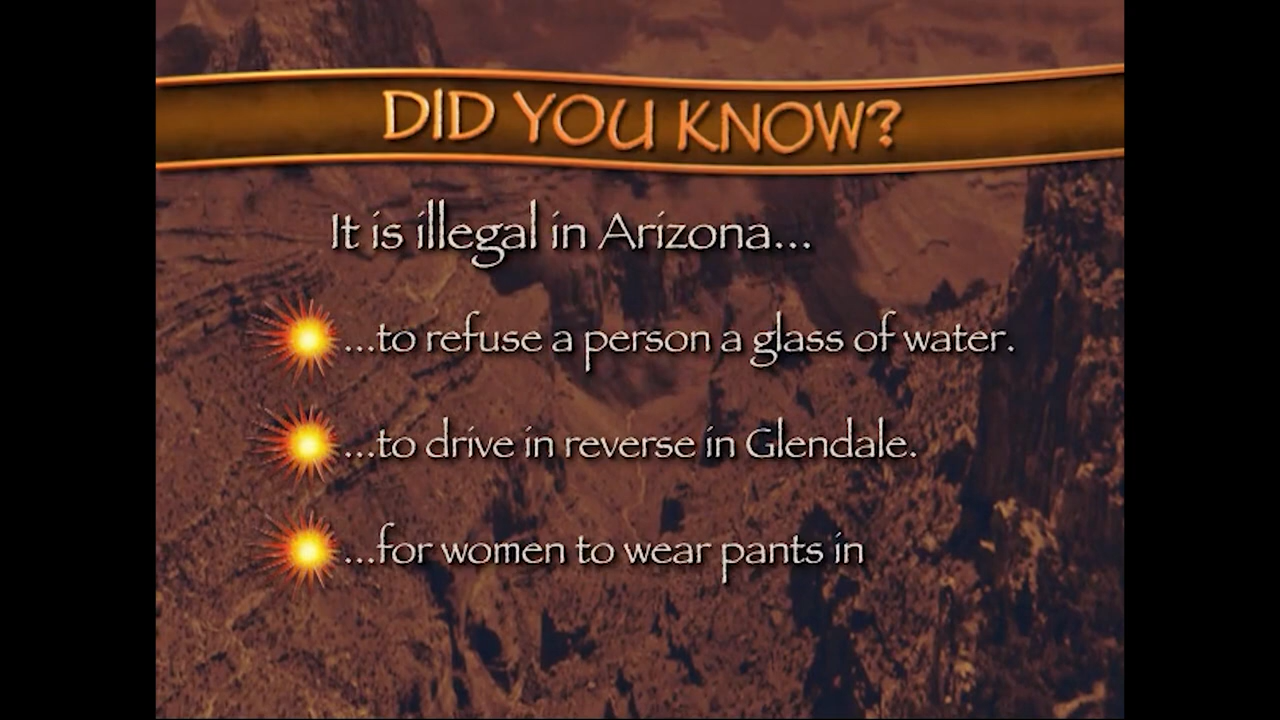 DID YOU KNOW?
It is illegal in Arizona...
...to refuse a person a glass of water.
...to drive in reverse in Glendale.
...for women to wear pants in